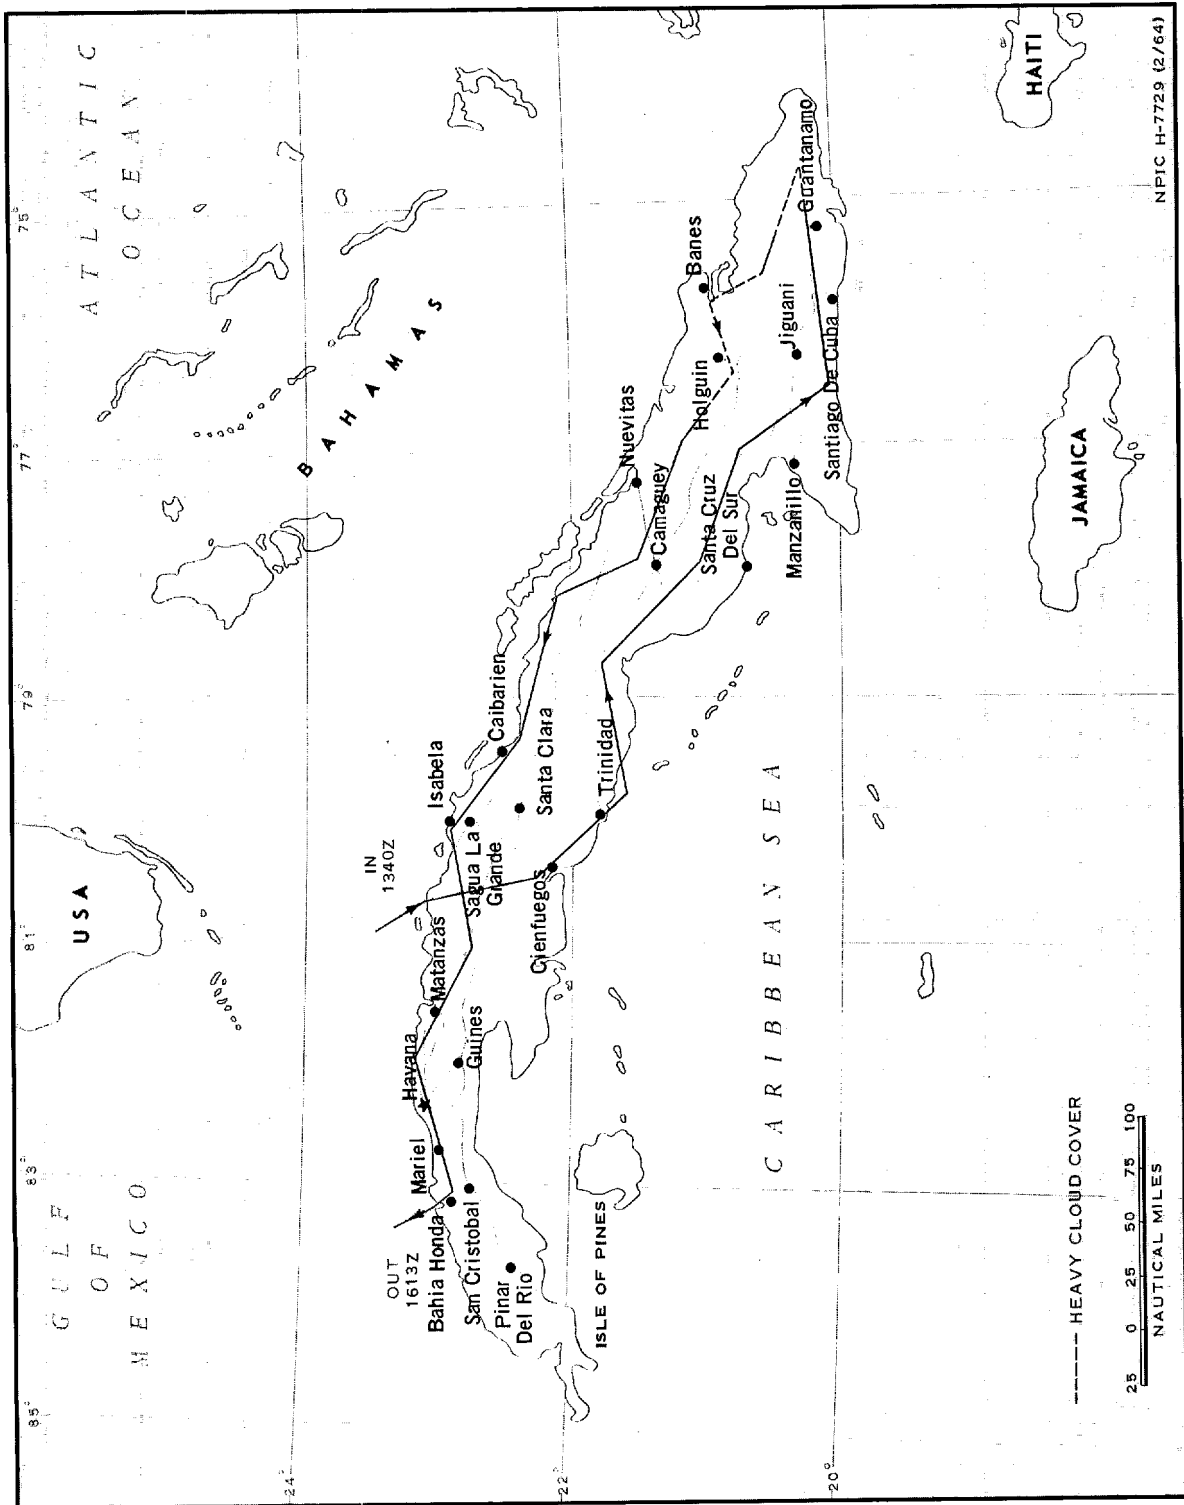 85°
83°
81°
79°
77°
75°
GULF
OF
MEXICO
USA
ATLANTIC
OCEAN
BAHAMAS
24°
22°
20°
IN
1340Z
OUT
1613Z
Havana
Mariel
Bahia Honda
San Cristobal
Pinar
Del Rio
Matanzas
Guines
Isabela
Sagua La
Grande
Cienfuegos
Caibarien
Santa Clara
Trinidad
Nuevitas
Camaguey
Santa Cruz
Del Sur
Manzanillo
Banes
Holguin
Jiguani
Santiago De Cuba
Guantanamo
ISLE OF PINES
CARIBBEAN SEA
JAMAICA
HAITI
HEAVY CLOUD COVER
25 0 25 50 75 100
NAUTICAL MILES
NPIC H-7729 (2/64)